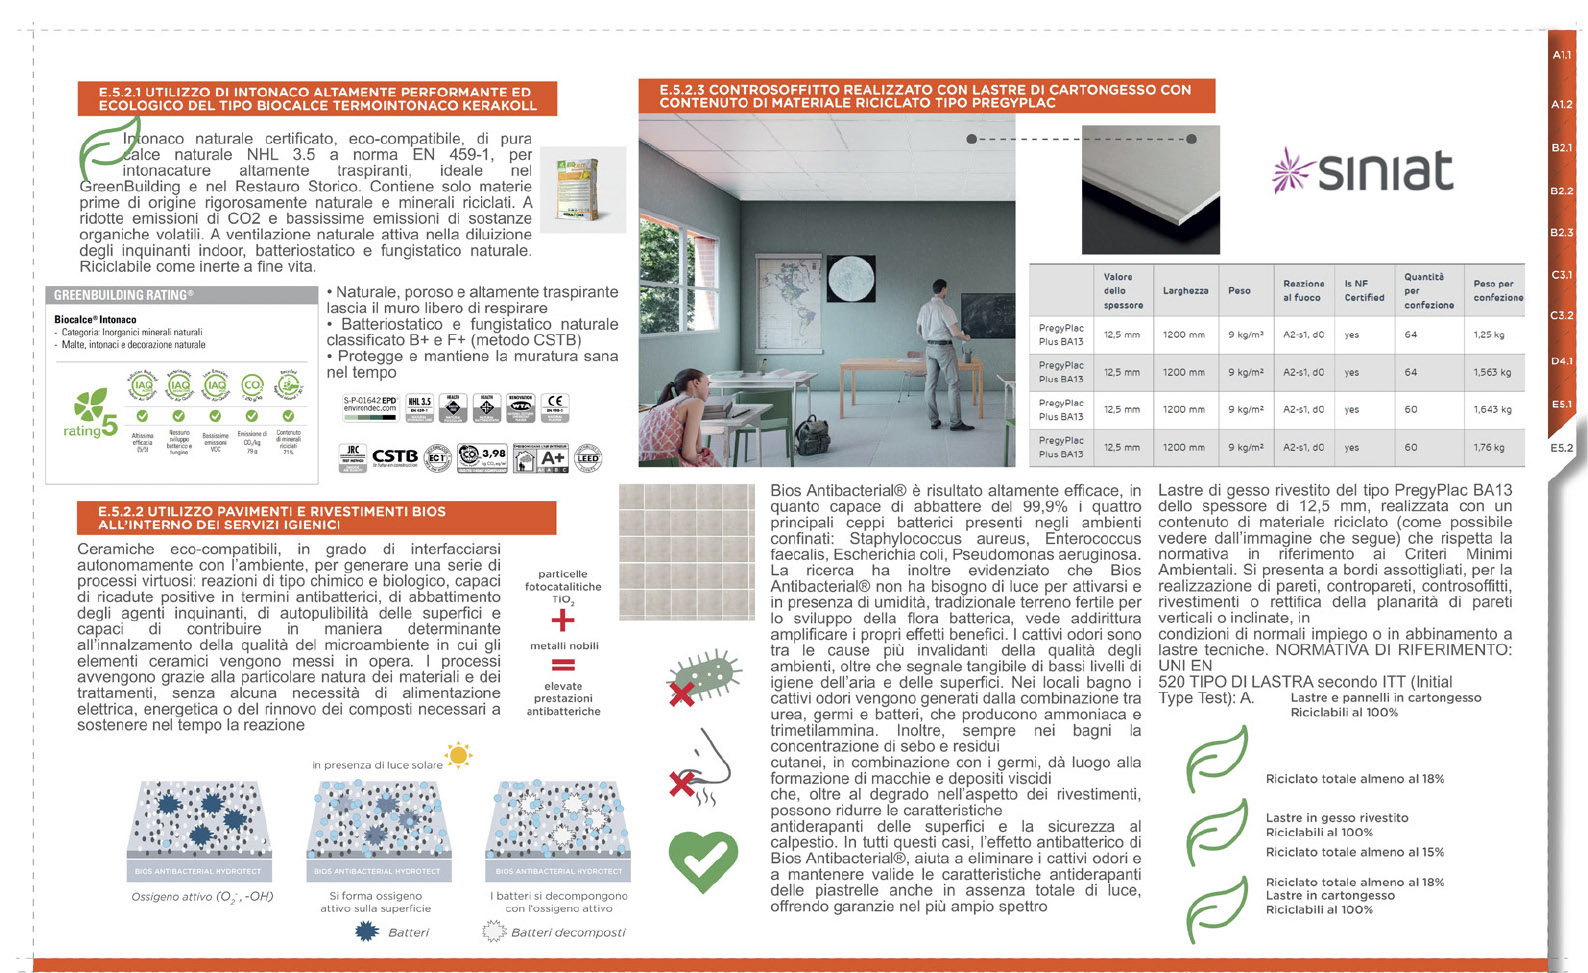 E.5.2.1 UTILIZZO DI INTONACO ALTAMENTE PERFORMANTE ED
ECOLOGICO DEL TIPO BIOCALCE TERMOINTONACO KERAKOLL
Intonaco naturale certificato, eco-compatibile, di pura
calce naturale NHL 3.5 a norma EN 459-1, per
intonacature altamente traspiranti, ideale nel
GreenBuilding e nel Restauro Storico. Contiene solo materie
prime di origine rigorosamente naturale e minerali riciclati. A
ridotte emissioni di CO2 e bassissime emissioni di sostanze
organiche volatili. A ventilazione naturale attiva nella diluizione
degli inquinanti indoor, batteriostatico e fungistatico naturale.
Riciclabile come inerte a fine vita.
GREENBUILDING RATING®
Biocalce® Intonaco
- Categoria: Inorganici minerali naturali
- Malte, intonaci e decorazione naturale
IAQ
IAQ
IAQ
CO2
rating 5
Altissima
efficacia
(5/5)
Nessuno
sviluppo
batterico e
fungino
Bassissime
emissioni
VOC
Emissione di
CO2/kg
79 g
Contenuto
di minerali
riciclati
71%
• Naturale, poroso e altamente traspirante
lascia il muro libero di respirare
• Batteriostatico e fungistatico naturale
classificato B+ e F+ (metodo CSTB)
• Protegge e mantiene la muratura sana
nel tempo
S-P-01642 EPD®
environdec.com
NHL 3.5
EN 459-1
HEALTH
HEALTH
RENOVATION
WTA
CE
JRC
CSTB
le futur en construction
EC1
CO2
3,98
A+
A+ A B C
LEED
E.5.2.2 UTILIZZO PAVIMENTI E RIVESTIMENTI BIOS
ALL'INTERNO DEI SERVIZI IGIENICI
Ceramiche eco-compatibili, in grado di interfacciarsi
autonomamente con l'ambiente, per generare una serie di
processi virtuosi: reazioni di tipo chimico e biologico, capaci
di ricadute positive in termini antibatterici, di abbattimento
degli agenti inquinanti, di autopulibilità delle superfici e
capaci di contribuire in maniera determinante
all'innalzamento della qualità del microambiente in cui gli
elementi ceramici vengono messi in opera. I processi
avvengono grazie alla particolare natura dei materiali e dei
trattamenti, senza alcuna necessità di alimentazione
elettrica, energetica o del rinnovo dei composti necessari a
sostenere nel tempo la reazione
particelle
fotocatalitiche
TiO2
+
metalli nobili
=
elevate
prestazioni
antibatteriche
in presenza di luce solare
BIOS ANTIBACTERIAL HYDROTECT
BIOS ANTIBACTERIAL HYDROTECT
BIOS ANTIBACTERIAL HYDROTECT
Ossigeno attivo (O2-, -OH)
Si forma ossigeno
attivo sulla superficie
I batteri si decompongono
con l'ossigeno attivo
Batteri
Batteri decomposti
E.5.2.3 CONTROSOFFITTO REALIZZATO CON LASTRE DI CARTONGESSO CON
CONTENUTO DI MATERIALE RICICLATO TIPO PREGYPLAC
siniat
Valore dello spessore Larghezza Peso Reazione al fuoco Is NF Certified Quantità per confezione Peso per confezione
PregyPlac Plus BA13 12,5 mm 1200 mm 9 kg/m² A2-s1, d0 yes 64 1,25 kg
PregyPlac Plus BA13 12,5 mm 1200 mm 9 kg/m² A2-s1, d0 yes 64 1,563 kg
PregyPlac Plus BA13 12,5 mm 1200 mm 9 kg/m² A2-s1, d0 yes 60 1,643 kg
PregyPlac Plus BA13 12,5 mm 1200 mm 9 kg/m² A2-s1, d0 yes 60 1,76 kg
Bios Antibacterial® è risultato altamente efficace, in
quanto capace di abbattere del 99,9% i quattro
principali ceppi batterici presenti negli ambienti
confinati: Staphylococcus aureus, Enterococcus
faecalis, Escherichia coli, Pseudomonas aeruginosa.
La ricerca ha inoltre evidenziato che Bios
Antibacterial® non ha bisogno di luce per attivarsi e
in presenza di umidità, tradizionale terreno fertile per
lo sviluppo della flora batterica, vede addirittura
amplificare i propri effetti benefici. I cattivi odori sono
tra le cause più invalidanti della qualità degli
ambienti, oltre che segnale tangibile di bassi livelli di
igiene dell'aria e delle superfici. Nei locali bagno i
cattivi odori vengono generati dalla combinazione tra
urea, germi e batteri, che producono ammoniaca e
trimetilammina. Inoltre, sempre nei bagni la
concentrazione di sebo e residui
cutanei, in combinazione con i germi, dà luogo alla
formazione di macchie e depositi viscidi
che, oltre al degrado nell'aspetto dei rivestimenti,
possono ridurre le caratteristiche
antiderapanti delle superfici e la sicurezza al
calpestio. In tutti questi casi, l'effetto antibatterico di
Bios Antibacterial®, aiuta a eliminare i cattivi odori e
a mantenere valide le caratteristiche antiderapanti
delle piastrelle anche in assenza totale di luce,
offrendo garanzie nel più ampio spettro
Lastre di gesso rivestito del tipo PregyPlac BA13
dello spessore di 12,5 mm, realizzata con un
contenuto di materiale riciclato (come possibile
vedere dall'immagine che segue) che rispetta la
normativa in riferimento ai Criteri Minimi
Ambientali. Si presenta a bordi assottigliati, per la
realizzazione di pareti, contropareti, controsoffitti,
rivestimenti o rettifica della planarità di pareti
verticali o inclinate, in
condizioni di normali impiego o in abbinamento a
lastre tecniche. NORMATIVA DI RIFERIMENTO:
UNI EN
520 TIPO DI LASTRA secondo ITT (Initial
Type Test): A.
Lastre e pannelli in cartongesso
Riciclabili al 100%
Riciclato totale almeno al 18%
Lastre in gesso rivestito
Riciclabili al 100%
Riciclato totale almeno al 15%
Riciclato totale almeno al 18%
Lastre in cartongesso
Riciclabili al 100%
A1.1
A1.2
B2.1
B2.2
B2.3
C3.1
C3.2
D4.1
E5.1
E5.2